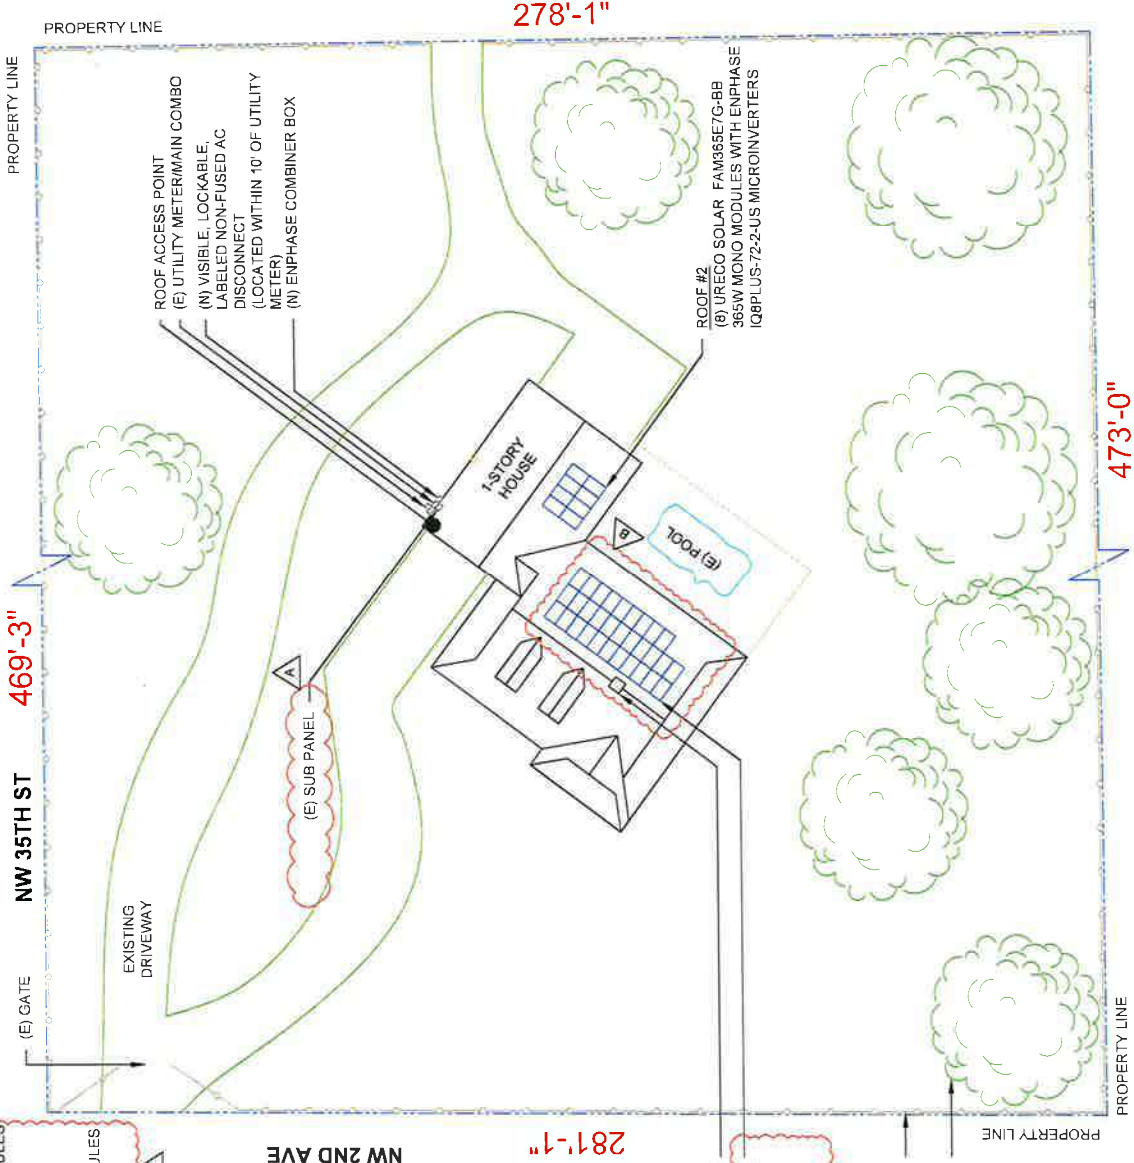 PROPERTY LINE
278'-1"
PROPERTY LINE
ROOF ACCESS POINT
(E) UTILITY METER/MAIN COMBO
(N) VISIBLE, LOCKABLE,
LABELED NON-FUSED AC
DISCONNECT
(LOCATED WITHIN 10' OF UTILITY
METER)
(N) ENPHASE COMBINER BOX
ROOF #2
(8) URECO SOLAR FAM365E7G-BB
365W MONO MODULES WITH ENPHASE
IQ8PLUS-72-2-US MICROINVERTERS
1-STORY
HOUSE
(E) POOL
B
A
(E) SUB PANEL
469'-3"
473'-0"
NW 35TH ST
EXISTING
DRIVEWAY
(E) GATE
PROPERTY LINE
PROPERTY LINE
281'-1"
NW 2ND AVE
ULES